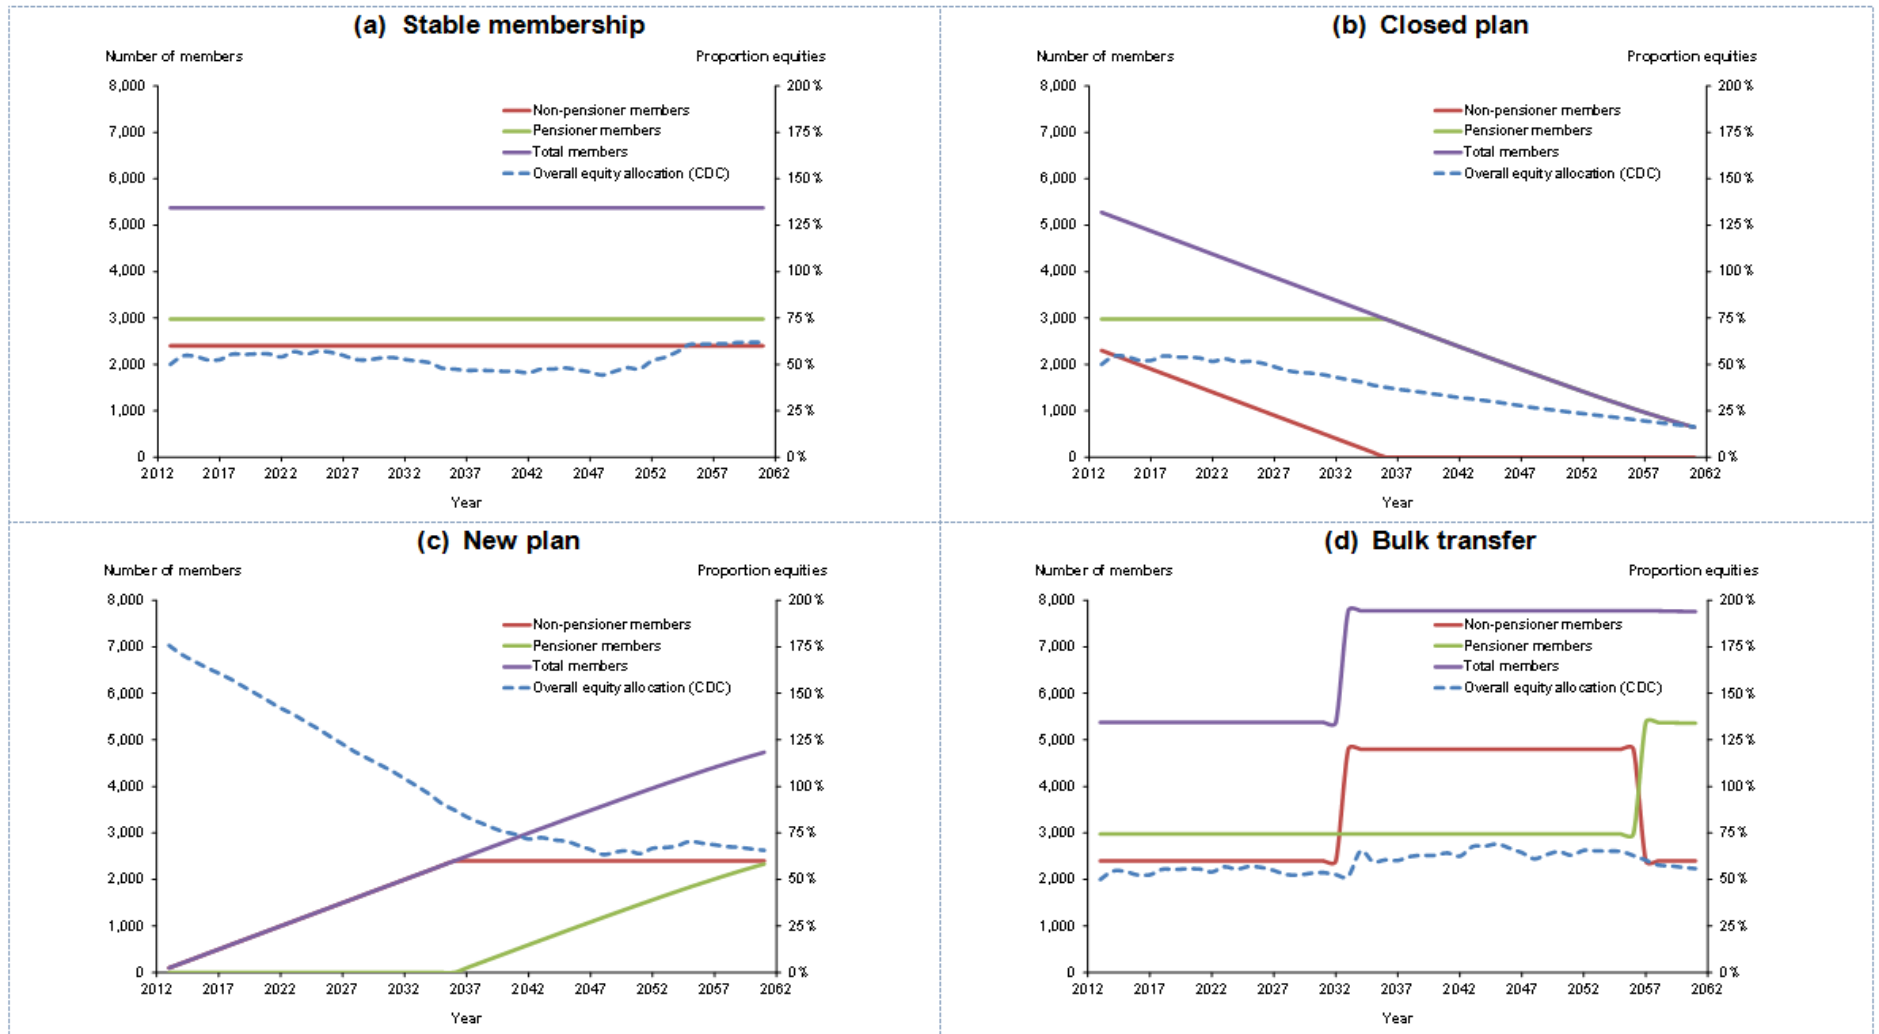 (a) Stable membership
Number of members
Proportion equities
8,000
7,000
6,000
5,000
4,000
3,000
2,000
1,000
0
200%
175%
150%
125%
100%
75%
50%
25%
0%
Non-pensioner members
Pensioner members
Total members
Overall equity allocation (CDC)
2012 2017 2022 2027 2032 2037 2042 2047 2052 2057 2062
Year
(b) Closed plan
Number of members
Proportion equities
8,000
7,000
6,000
5,000
4,000
3,000
2,000
1,000
0
200%
175%
150%
125%
100%
75%
50%
25%
0%
Non-pensioner members
Pensioner members
Total members
Overall equity allocation (CDC)
2012 2017 2022 2027 2032 2037 2042 2047 2052 2057 2062
Year
(c) New plan
Number of members
Proportion equities
8,000
7,000
6,000
5,000
4,000
3,000
2,000
1,000
0
200%
175%
150%
125%
100%
75%
50%
25%
0%
Non-pensioner members
Pensioner members
Total members
Overall equity allocation (CDC)
2012 2017 2022 2027 2032 2037 2042 2047 2052 2057 2062
Year
(d) Bulk transfer
Number of members
Proportion equities
8,000
7,000
6,000
5,000
4,000
3,000
2,000
1,000
0
200%
175%
150%
125%
100%
75%
50%
25%
0%
Non-pensioner members
Pensioner members
Total members
Overall equity allocation (CDC)
2012 2017 2022 2027 2032 2037 2042 2047 2052 2057 2062
Year